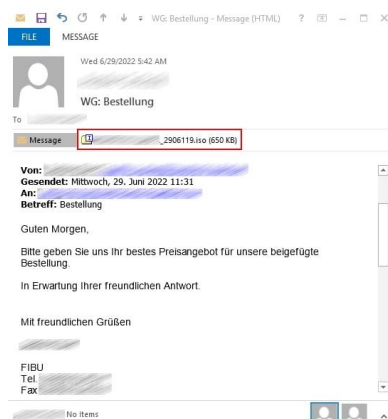 WG: Bestellung - Message (HTML)
FILE MESSAGE
Wed 6/29/2022 5:42 AM
WG: Bestellung
To
Message _2906119.iso (650 KB)
Von:
Gesendet: Mittwoch, 29. Juni 2022 11:31
An:
Betreff: Bestellung
Guten Morgen,
Bitte geben Sie uns Ihr bestes Preisangebot für unsere beigefügte
Bestellung.
In Erwartung Ihrer freundlichen Antwort.
Mit freundlichen Grüßen
FIBU
Tel.
Fax
No Items